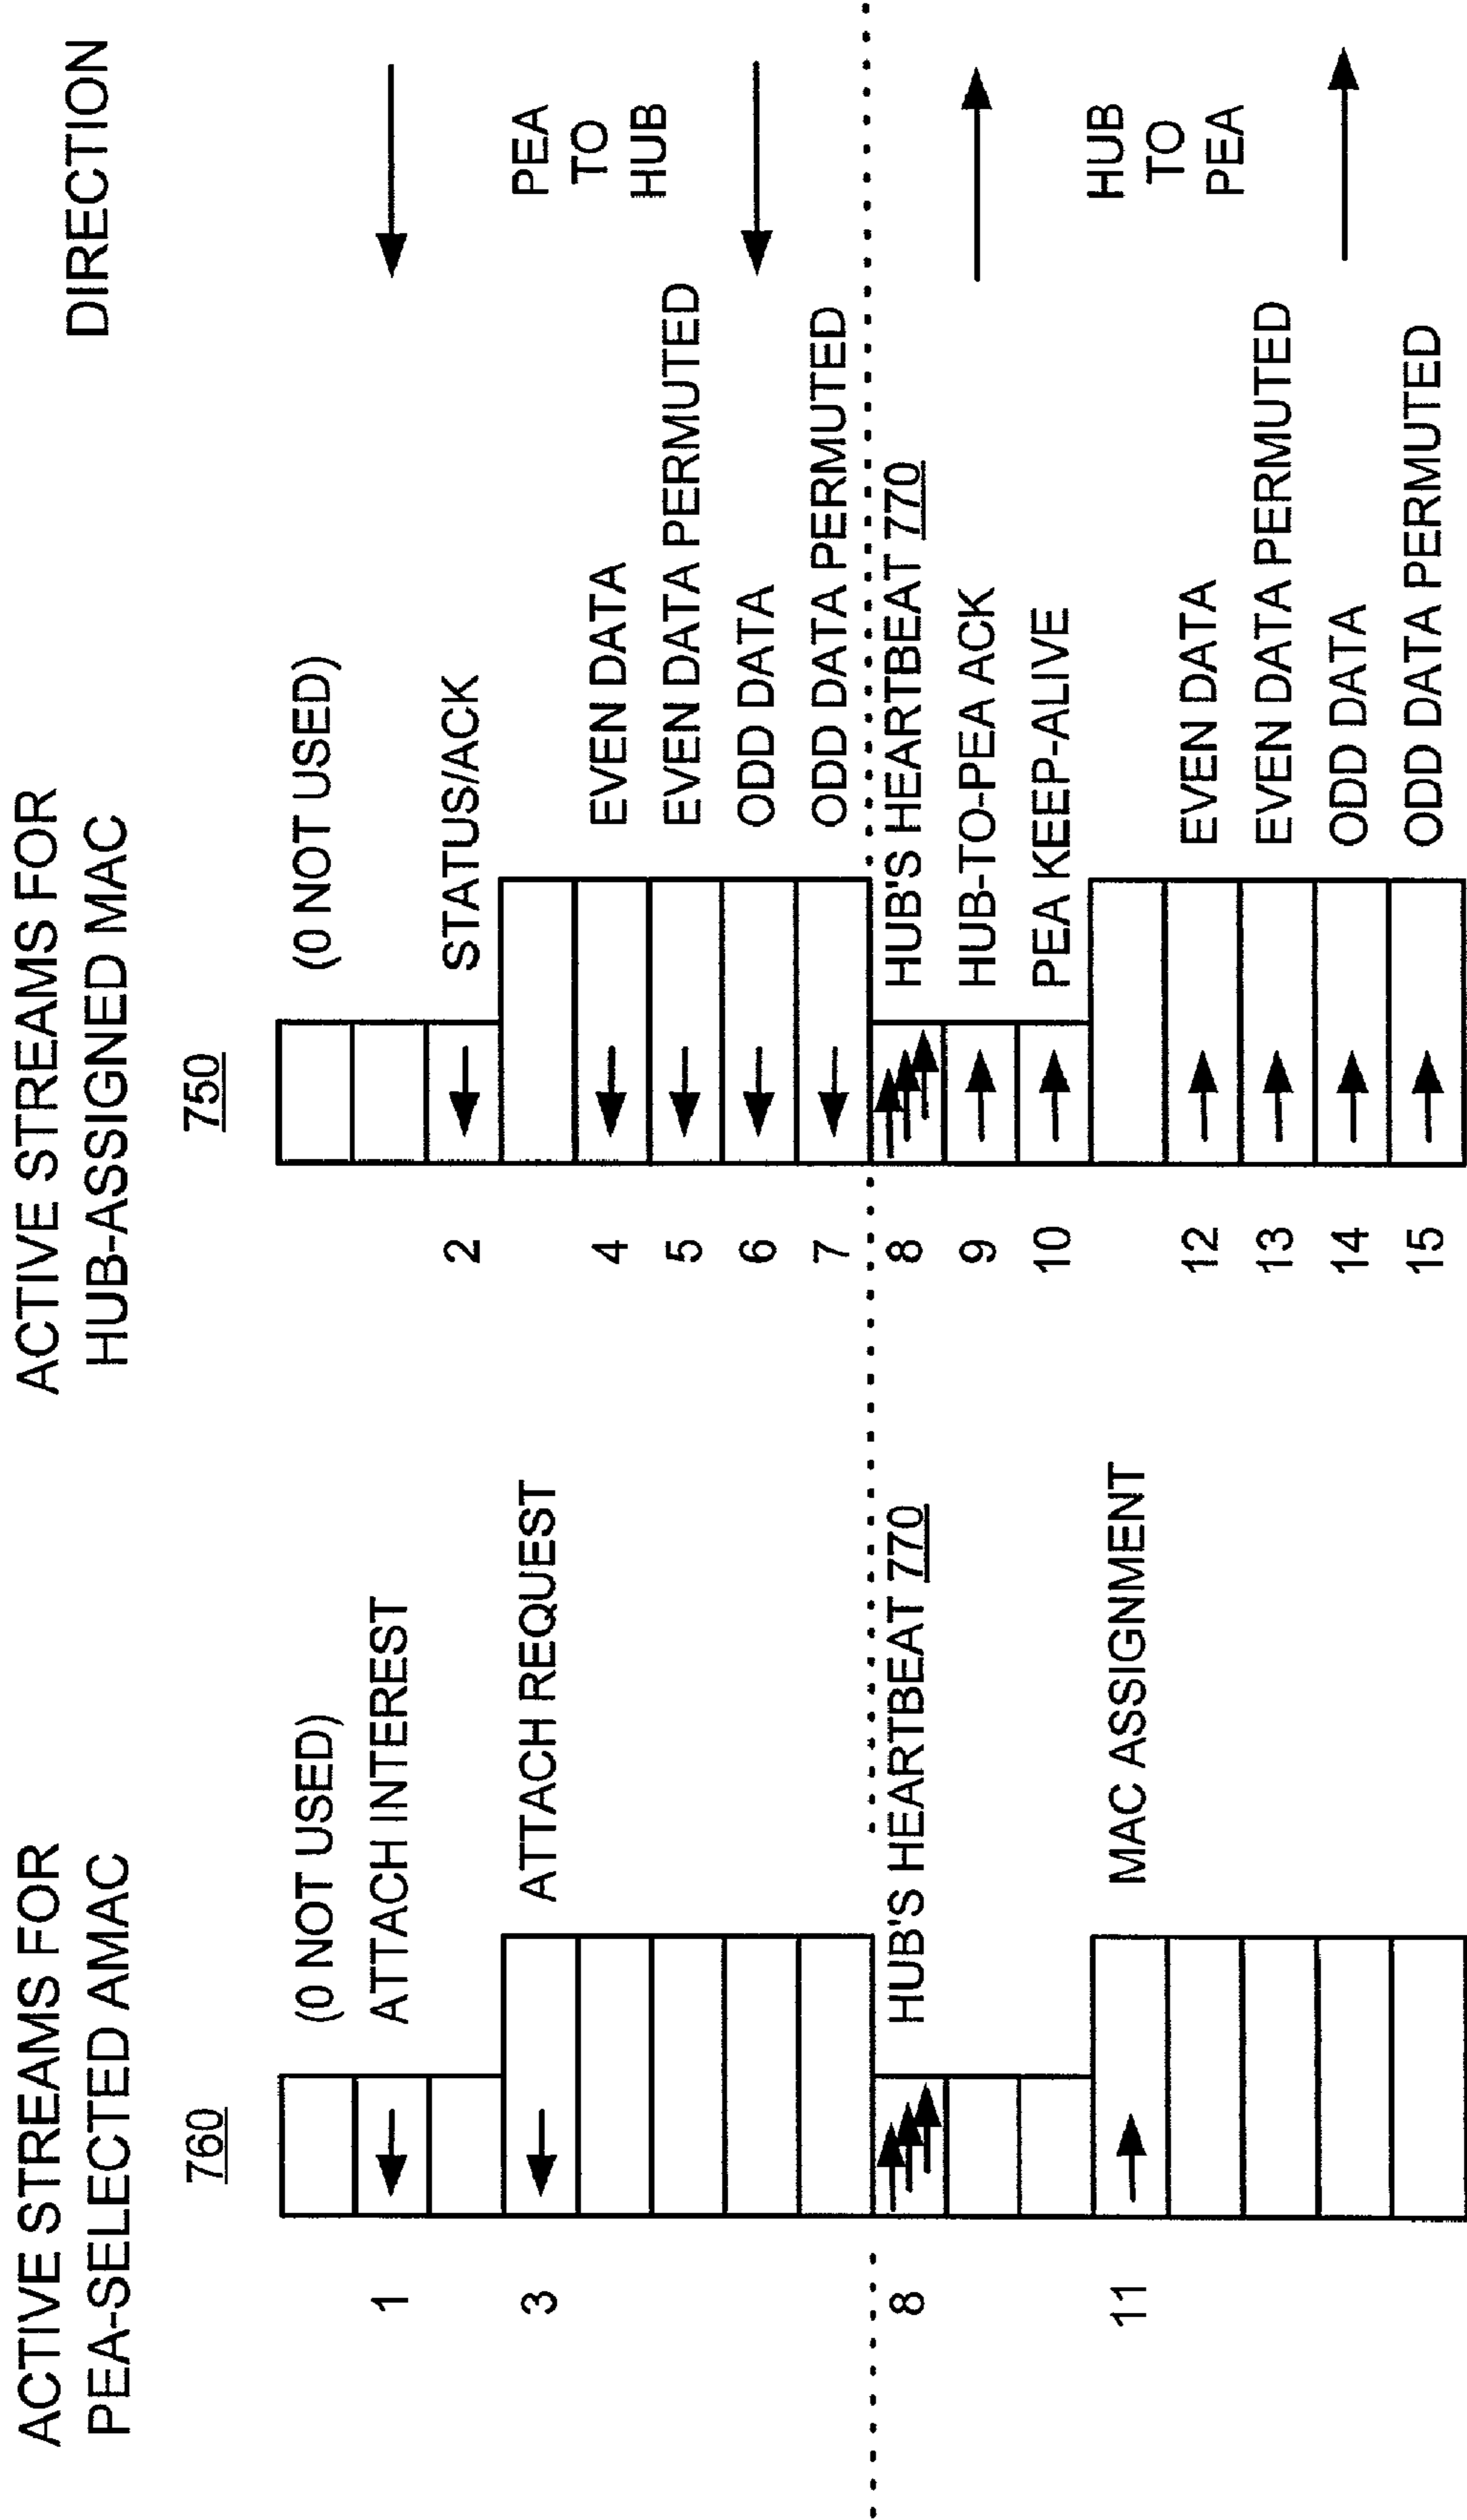 ACTIVE STREAMS FOR
PEA-SELECTED AMAC
760
(0 NOT USED)
1 ATTACH INTEREST
3 ATTACH REQUEST
8 HUB'S HEARTBEAT 770
11 MAC ASSIGNMENT
ACTIVE STREAMS FOR
HUB-ASSIGNED MAC
750
(0 NOT USED)
2 STATUS/ACK
4 EVEN DATA
5 EVEN DATA PERMUTED
6 ODD DATA
7 ODD DATA PERMUTED
8 HUB'S HEARTBEAT 770
9 HUB-TO-PEA ACK
10 PEA KEEP-ALIVE
12 EVEN DATA
13 EVEN DATA PERMUTED
14 ODD DATA
15 ODD DATA PERMUTED
DIRECTION
PEA
TO
HUB
HUB
TO
PEA